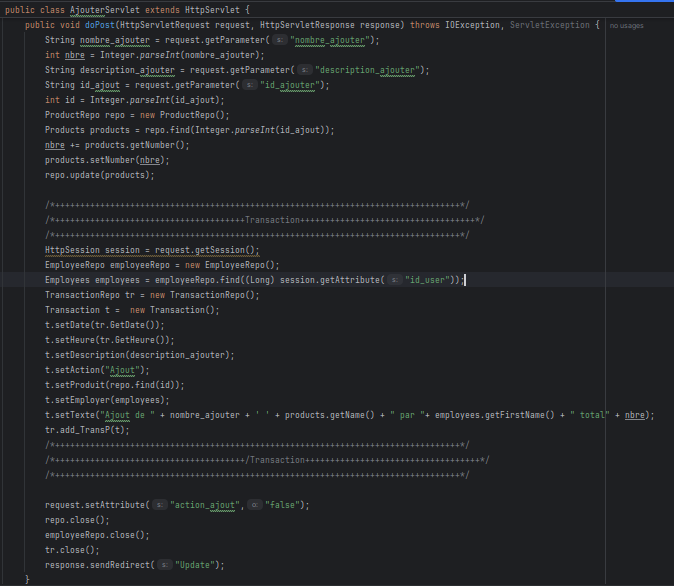 public class AjouterServlet extends HttpServlet {
public void doPost(HttpServletRequest request, HttpServletResponse response) throws IOException, ServletException { no usages
String nombre_ajouter = request.getParameter( s: "nombre_ajouter");
int nbre = Integer.parseInt(nombre_ajouter);
String description_ajouter = request.getParameter( s: "description_ajouter");
String id_ajout = request.getParameter( s: "id_ajouter");
int id = Integer.parseInt(id_ajout);
ProductRepo repo = new ProductRepo();
Products products = repo.find(Integer.parseInt(id_ajout));
nbre += products.getNumber();
products.setNumber(nbre);
repo.update(products);
/*+++++++++++++++++++++++++++++++++++++++++++++++++++++++++++++++++++++++++++++++++*/
/*++++++++++++++++++++++++++++++++++++++Transaction+++++++++++++++++++++++++++++++++++*/
/*+++++++++++++++++++++++++++++++++++++++++++++++++++++++++++++++++++++++++++++++++*/
HttpSession session = request.getSession();
EmployeeRepo employeeRepo = new EmployeeRepo();
Employees employees = employeeRepo.find((Long) session.getAttribute( s: "id_user"));
TransactionRepo tr = new TransactionRepo();
Transaction t =  new Transaction();
t.setDate(tr.GetDate());
t.setHeure(tr.GetHeure());
t.setDescription(description_ajouter);
t.setAction("Ajout");
t.setProduit(repo.find(id));
t.setEmployer(employees);
t.setTexte("Ajout de " + nombre_ajouter + ' ' + products.getName() + " par "+ employees.getFirstName() + " total" + nbre);
tr.add_TransP(t);
/*+++++++++++++++++++++++++++++++++++++++++++++++++++++++++++++++++++++++++++++++++*/
/*++++++++++++++++++++++++++++++++++++++/Transaction+++++++++++++++++++++++++++++++++++*/
/*+++++++++++++++++++++++++++++++++++++++++++++++++++++++++++++++++++++++++++++++++*/
request.setAttribute( s: "action_ajout", o: "false");
repo.close();
employeeRepo.close();
tr.close();
response.sendRedirect( s: "Update");
}